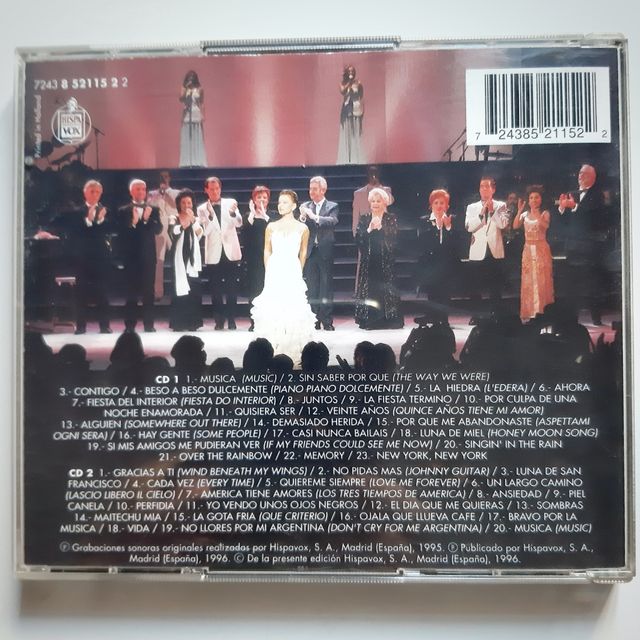 7243 8 52115 2 2
Printed in Holland
HISPA
VOX
7 24385 21152 2
CD 1 1.- MUSICA (MUSIC) / 2. SIN SABER POR QUE (THE WAY WE WERE)
3.- CONTIGO / 4.- BESO A BESO DULCEMENTE (PIANO PIANO DOLCEMENTE) / 5.- LA HIEDRA (L'EDERA) / 6.- AHORA
7.- FIESTA DEL INTERIOR (FIESTA DO INTERIOR) / 8.- JUNTOS / 9.- LA FIESTA TERMINO / 10.- POR CULPA DE UNA
NOCHE ENAMORADA / 11.- QUISIERA SER / 12.- VEINTE AÑOS (QUINCE AÑOS TIENE MI AMOR)
13.- ALGUIEN (SOMEWHERE OUT THERE) / 14.- DEMASIADO HERIDA / 15.- POR QUE ME ABANDONASTE (ASPETTAMI
OGNI SERA) / 16.- HAY GENTE (SOME PEOPLE) / 17.- CASI NUNCA BAILAIS / 18.- LUNA DE MIEL (HONEY MOON SONG)
19.- SI MIS AMIGOS ME PUDIERAN VER (IF MY FRIENDS COULD SEE ME NOW) / 20.- SINGIN' IN THE RAIN
21.- OVER THE RAINBOW / 22.- MEMORY / 23.- NEW YORK, NEW YORK
CD 2 1.- GRACIAS A TI (WIND BENEATH MY WINGS) / 2.- NO PIDAS MAS (JOHNNY GUITAR) / 3.- LUNA DE SAN
FRANCISCO / 4.- CADA VEZ (EVERY TIME) / 5.- QUIEREME SIEMPRE (LOVE ME FOREVER) / 6.- UN LARGO CAMINO
(LASCIO LIBERO IL CIELO) / 7.- AMERICA TIENE AMORES (LOS TRES TIEMPOS DE AMERICA) / 8.- ANSIEDAD / 9.- PIEL
CANELA / 10.- PERFIDIA / 11.- YO VENDO UNOS OJOS NEGROS / 12.- EL DIA QUE ME QUIERAS / 13.- SOMBRAS
14.- MAITECHU MIA / 15.- LA GOTA FRIA (QUE CRITERIO) / 16.- OJALA QUE LLUEVA CAFE / 17.- BRAVO POR LA
MUSICA / 18.- VIDA / 19.- NO LLORES POR MI ARGENTINA (DON'T CRY FOR ME ARGENTINA) / 20.- MUSICA (MUSIC)
℗ Grabaciones sonoras originales realizadas por Hispavox, S. A., Madrid (España), 1995. ℗ Publicado por Hispavox, S. A.,
Madrid (España), 1996. © De la presente edición Hispavox, S. A., Madrid (España), 1996.